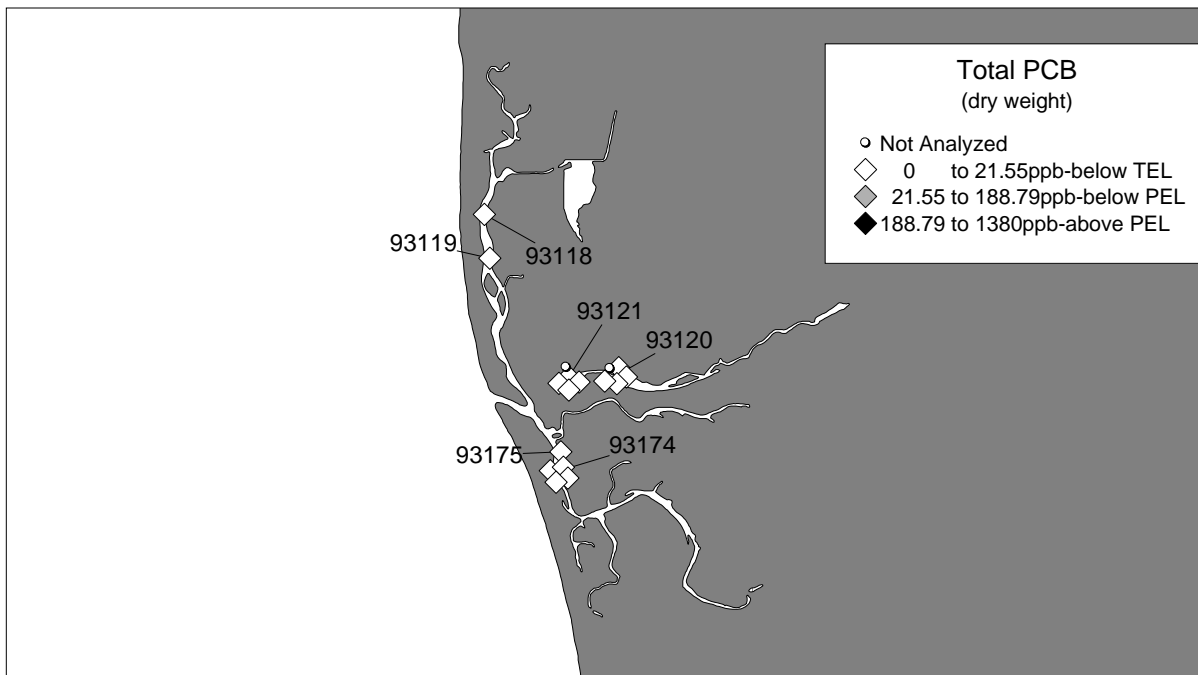 Total PCB
(dry weight)
Not Analyzed
0 to 21.55ppb-below TEL
21.55 to 188.79ppb-below PEL
188.79 to 1380ppb-above PEL
93119
93118
93121
93120
93175
93174